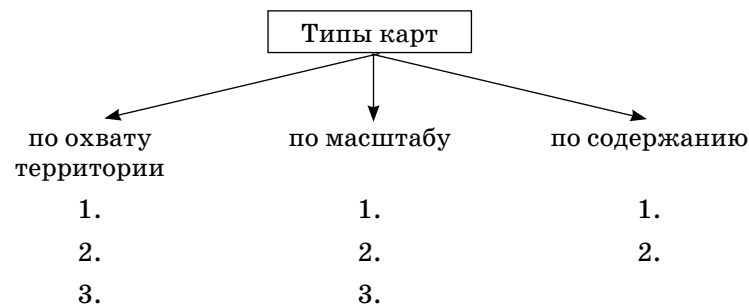 Типы карт
по охвату
территории
1.
2.
3.
по масштабу
1.
2.
3.
по содержанию
1.
2.